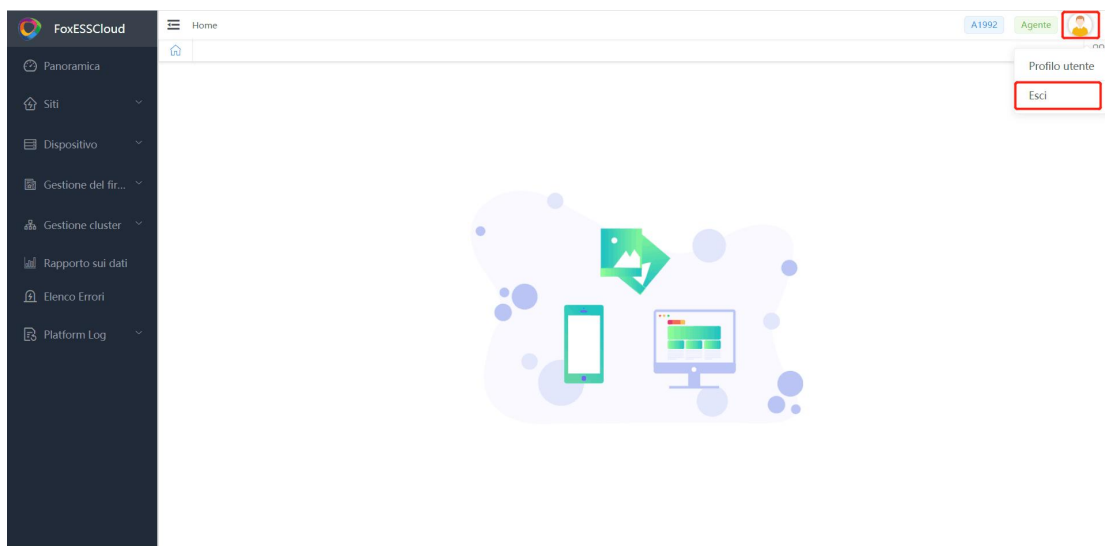 FoxESSCloud
Home
A1992
Agente
Profilo utente
Esci
Panoramica
Siti
Dispositivo
Gestione del fir...
Gestione cluster
Rapporto sui dati
Elenco Errori
Platform Log